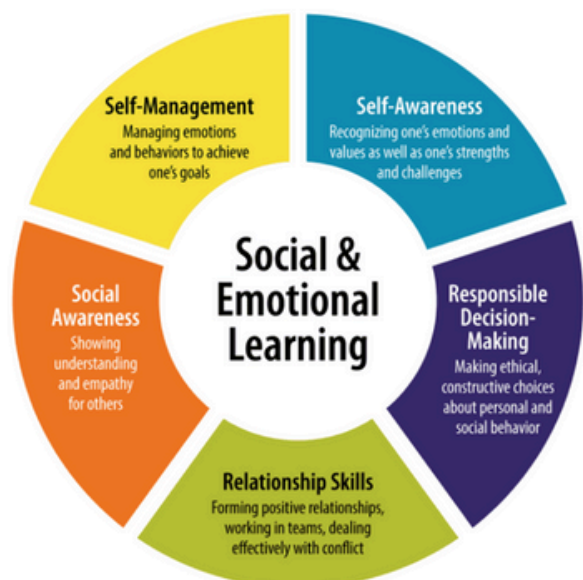 Social &
Emotional
Learning
Self-Awareness
Recognizing one's emotions and
values as well as one's strengths
and challenges
Responsible
Decision-
Making
Making ethical,
constructive choices
about personal and
social behavior
Relationship Skills
Forming positive relationships,
working in teams, dealing
effectively with conflict
Social
Awareness
Showing
understanding
and empathy
for others
Self-Management
Managing emotions
and behaviors to achieve
one's goals